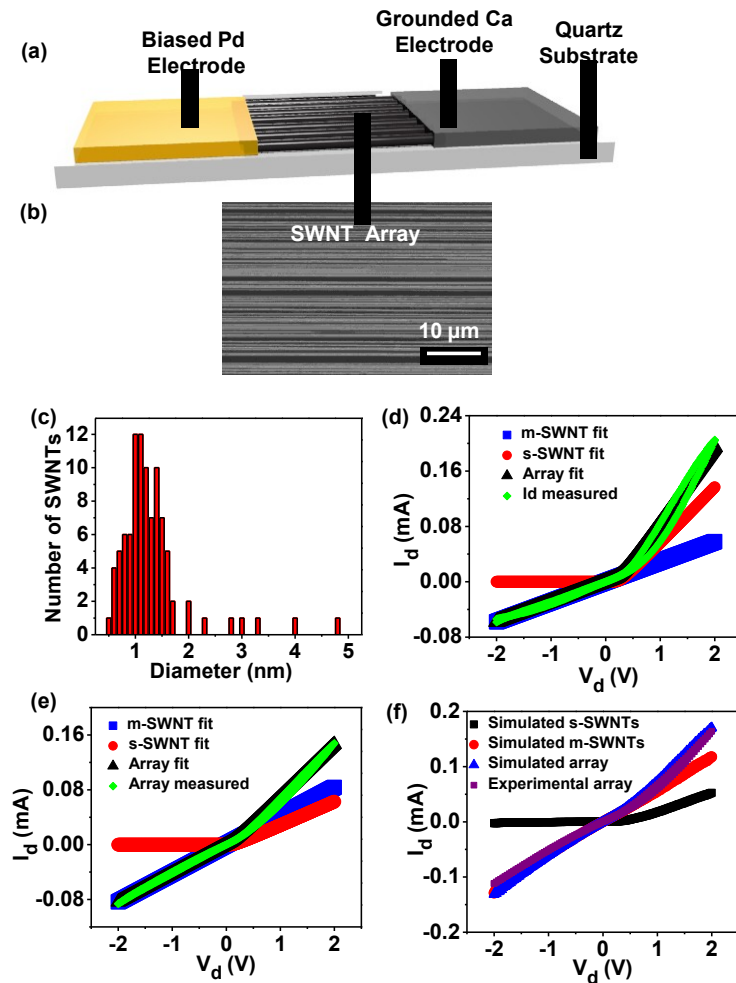 (a)
Biased Pd
Electrode
Grounded Ca
Electrode
Quartz
Substrate
(b)
SWNT Array
10 µm
(c)
Number of SWNTs
12
10
8
6
4
2
0
1
2
3
4
5
Diameter (nm)
(d)
I_d (mA)
0.24
0.16
0.08
0.00
-0.08
m-SWNT fit
s-SWNT fit
Array fit
Id measured
-2
-1
0
1
2
V_d (V)
(e)
I_d (mA)
0.16
0.08
0.00
-0.08
m-SWNT fit
s-SWNT fit
Array fit
Array measured
-2
-1
0
1
2
V_d (V)
(f)
I_d (mA)
0.2
0.1
0.0
-0.1
0.2
Simulated s-SWNTs
Simulated m-SWNTs
Simulated array
Experimental array
-2
-1
0
1
2
V_d (V)